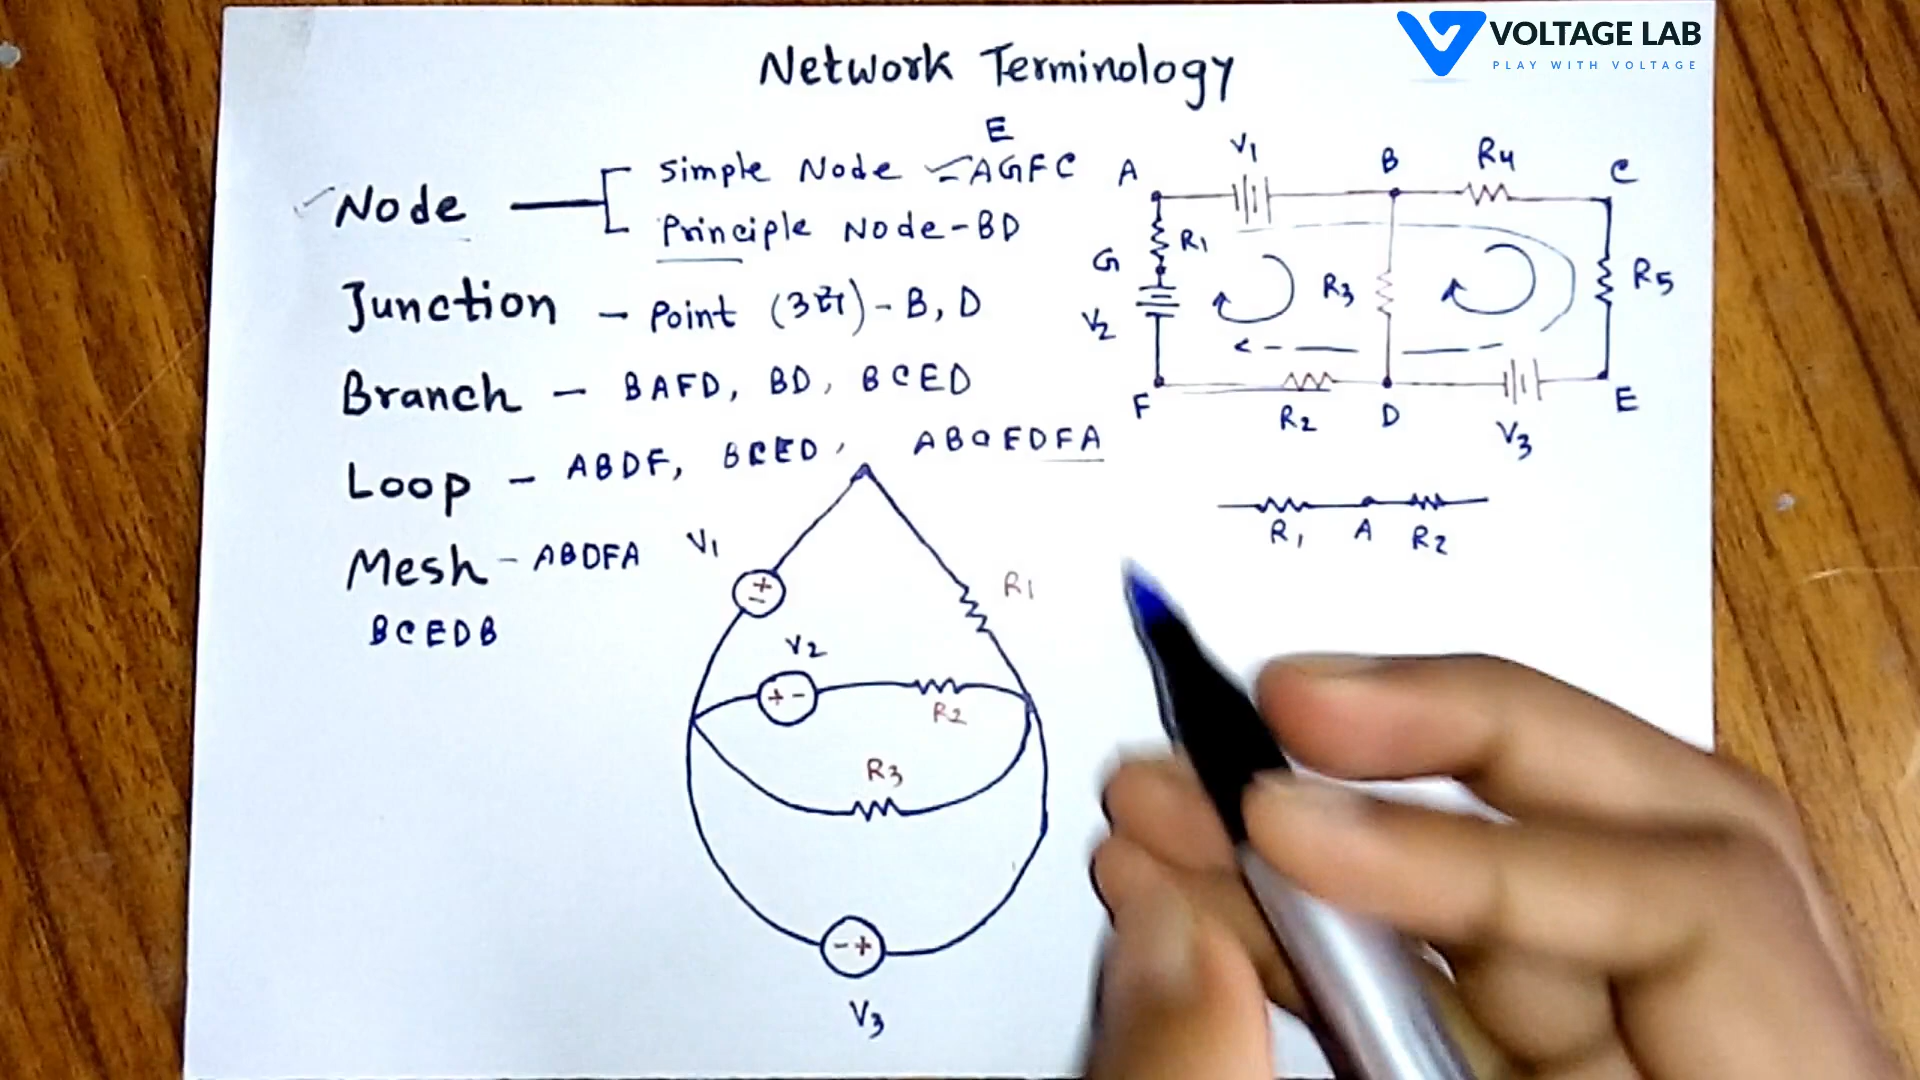 VOLTAGE LAB
PLAY WITH VOLTAGE
Network Terminology
E
Node
Simple Node = AGFC
Principle Node - BD
Junction - Point - B, D
Branch - BAFD, BD, BCED
Loop - ABDF, BCED, ABCEDFA
Mesh - ABDFA
BCEDB
A
V1
B
R4
C
R1
G
V2
R3
R5
F
R2
D
V3
E
R1 A R2
V1
+
-
R1
V2
+ -
R2
R3
- +
V3